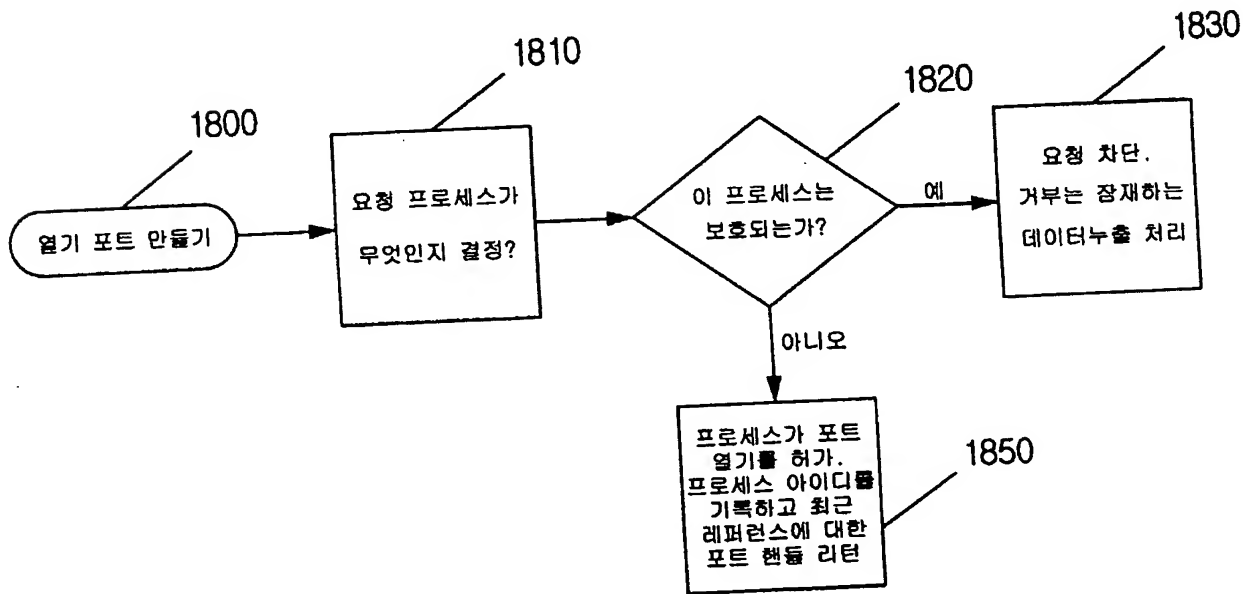 1800
열기 포트 만들기
1810
요청 프로세스가
무엇인지 결정?
1820
이 프로세스는
보호되는가?
예
1830
요청 차단.
거부는 잠재하는
데이터누출 처리
아니오
프로세스가 포트
열기를 허가.
프로세스 아이디를
기록하고 최근
레퍼런스에 대한
포트 핸들 리턴
1850